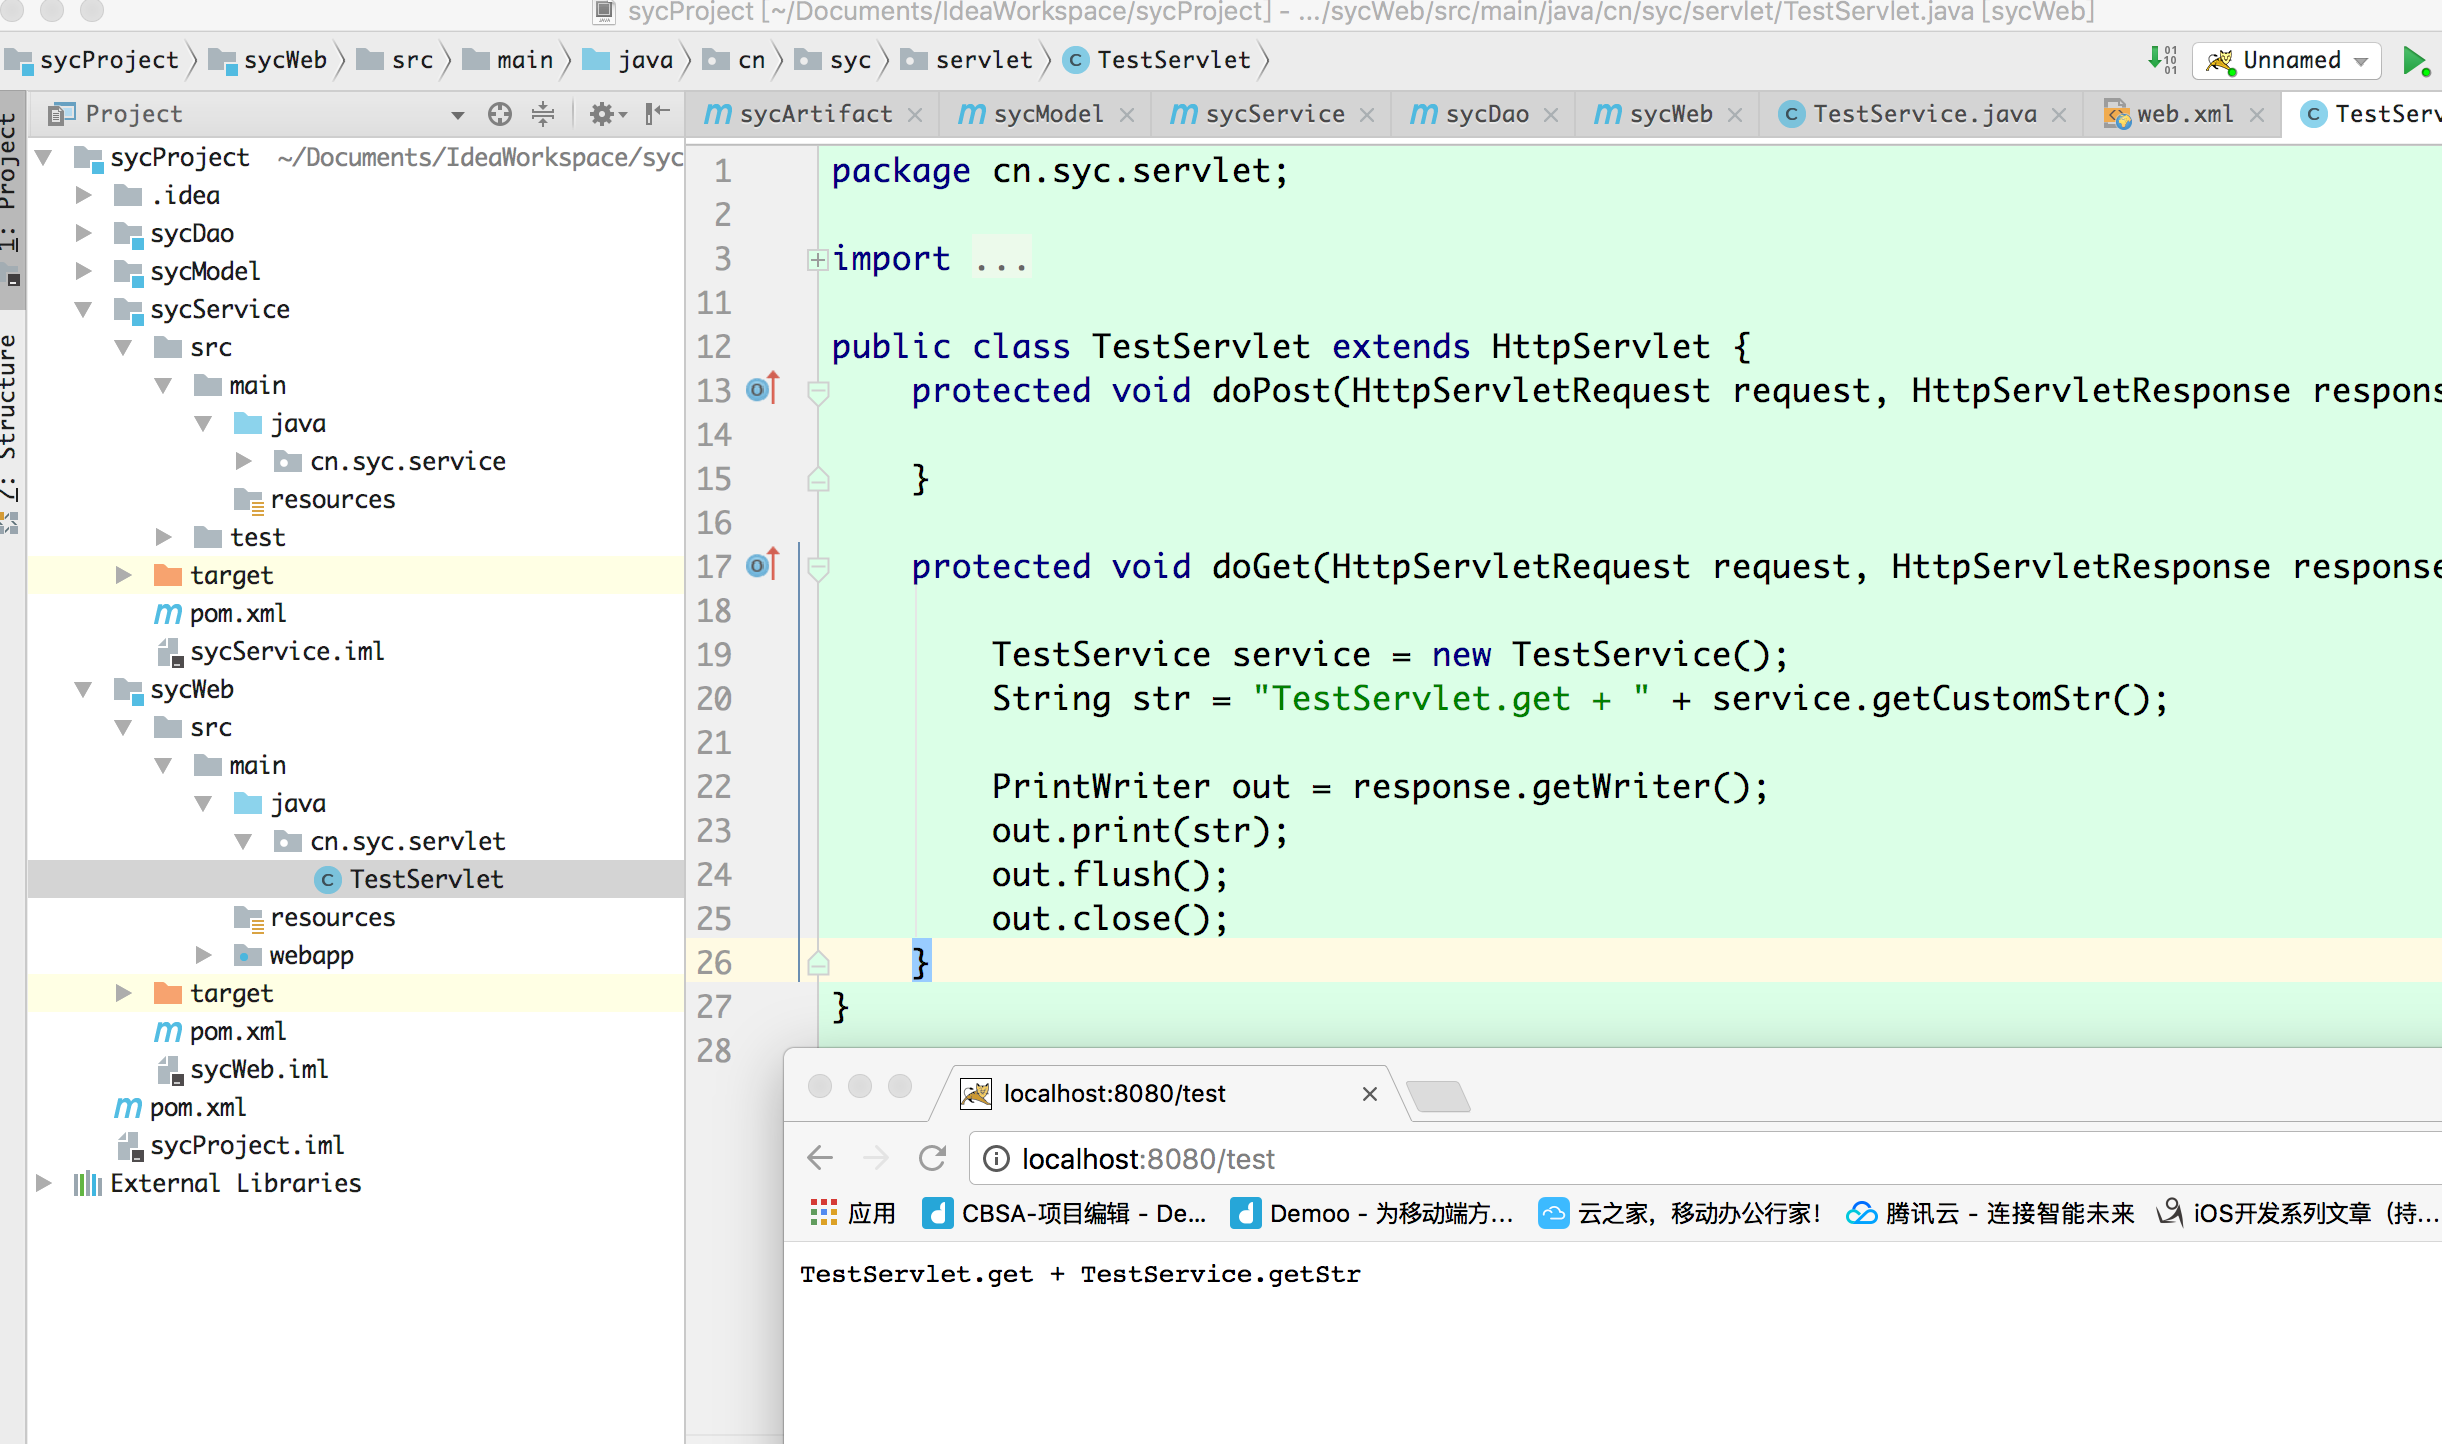 sycProject [~/Documents/IdeaWorkspace/sycProject] - .../sycWeb/src/main/java/cn/syc/servlet/TestServlet.java [sycWeb]
sycProject sycWeb src main java cn syc servlet TestServlet Unnamed
1: Project
7: Structure
Project
sycProject ~/Documents/IdeaWorkspace/syc
.idea
sycDao
sycModel
sycService
src
main
java
cn.syc.service
resources
test
target
pom.xml
sycService.iml
sycWeb
src
main
java
cn.syc.servlet
TestServlet
resources
webapp
target
pom.xml
sycWeb.iml
pom.xml
sycProject.iml
External Libraries
sycArtifact sycModel sycService sycDao sycWeb TestService.java web.xml TestServ
1 package cn.syc.servlet;
2
3 import ...
11
12 public class TestServlet extends HttpServlet {
13 protected void doPost(HttpServletRequest request, HttpServletResponse respons
14
15 }
16
17 protected void doGet(HttpServletRequest request, HttpServletResponse response
18
19 TestService service = new TestService();
20 String str = "TestServlet.get + " + service.getCustomStr();
21
22 PrintWriter out = response.getWriter();
23 out.print(str);
24 out.flush();
25 out.close();
26 }
27 }
28
localhost:8080/test
localhost:8080/test
应用 CBSA-项目编辑 - De... Demoo - 为移动端方... 云之家，移动办公行家！ 腾讯云 - 连接智能未来 iOS开发系列文章（持...
TestServlet.get + TestService.getStr